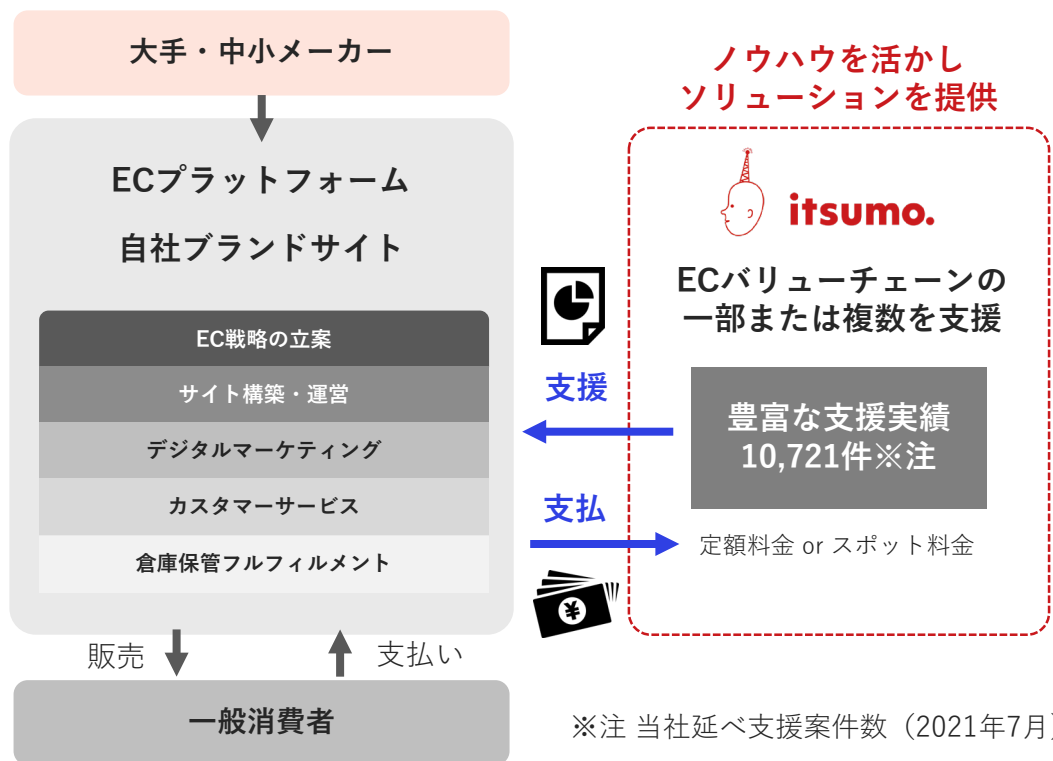 大手・中小メーカー
ECプラットフォーム
自社ブランドサイト
EC戦略の立案
サイト構築・運営
デジタルマーケティング
カスタマーサービス
倉庫保管フルフィルメント
販売
支払い
一般消費者
支援
支払
¥
ノウハウを活かし
ソリューションを提供
itsumo.
ECバリューチェーンの
一部または複数を支援
豊富な支援実績
10,721件※注
定額料金 or スポット料金
※注 当社延べ支援案件数（2021年7月）